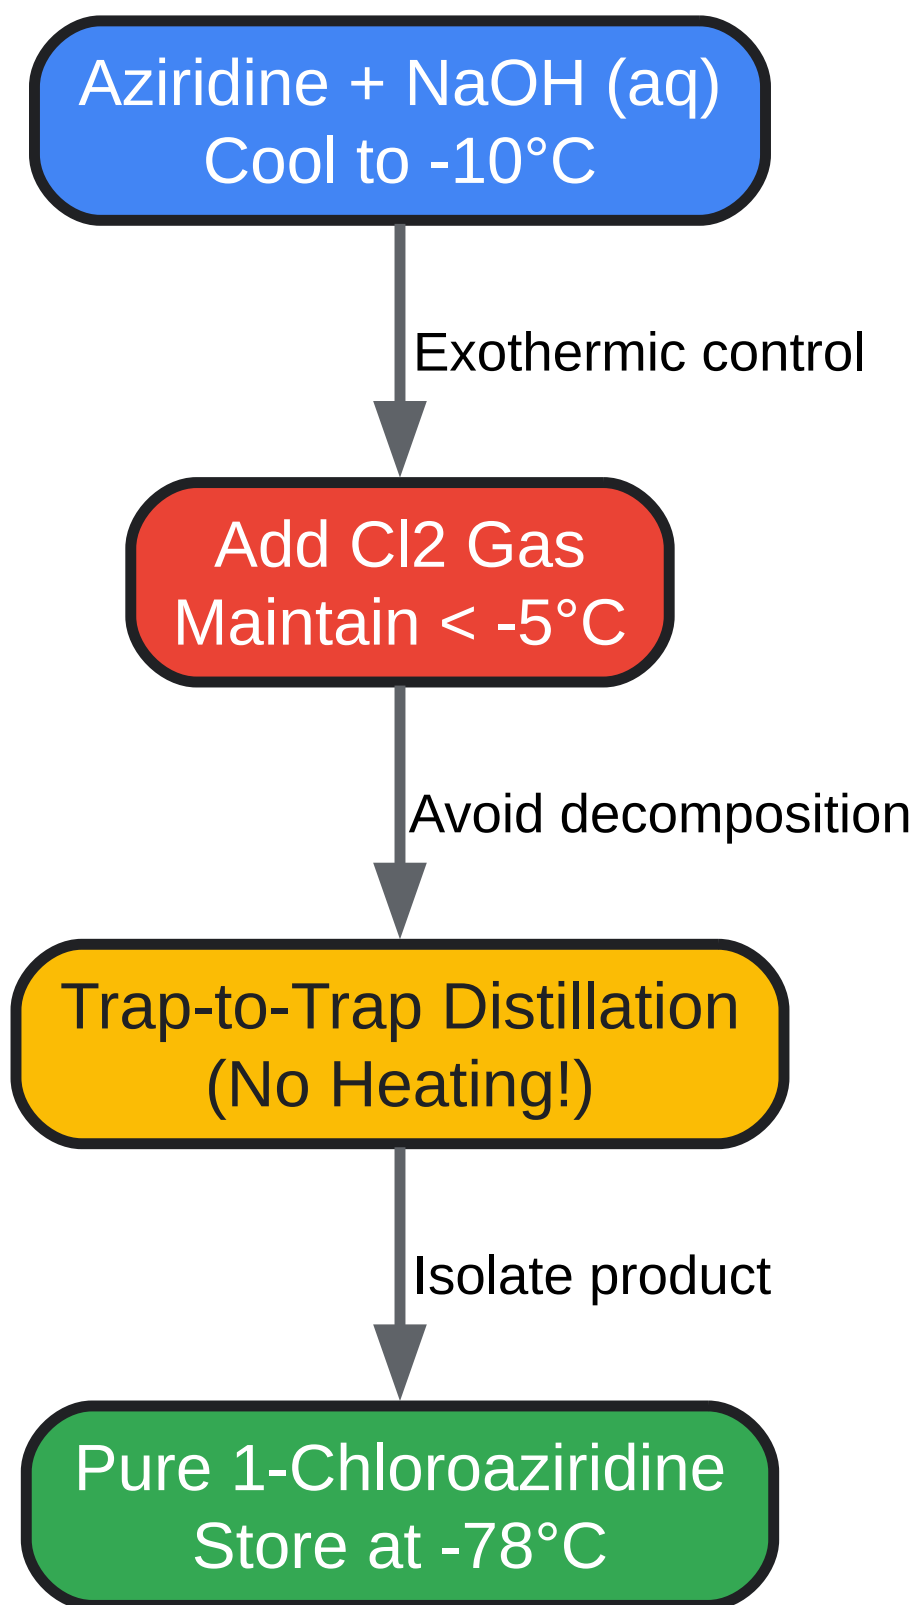 Aziridine + NaOH (aq)
Cool to -10°C
Exothermic control
Add Cl2 Gas
Maintain < -5°C
Avoid decomposition
Trap-to-Trap Distillation
(No Heating!)
Isolate product
Pure 1-Chloroaziridine
Store at -78°C